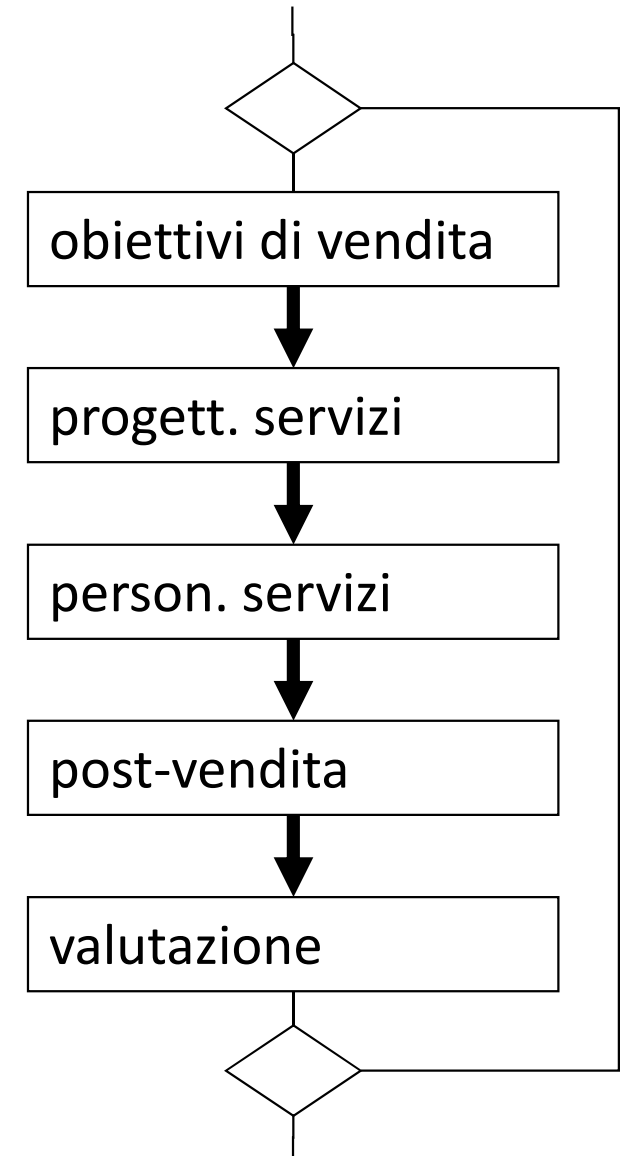 obiettivi di vendita
progett. servizi
person. servizi
post-vendita
valutazione